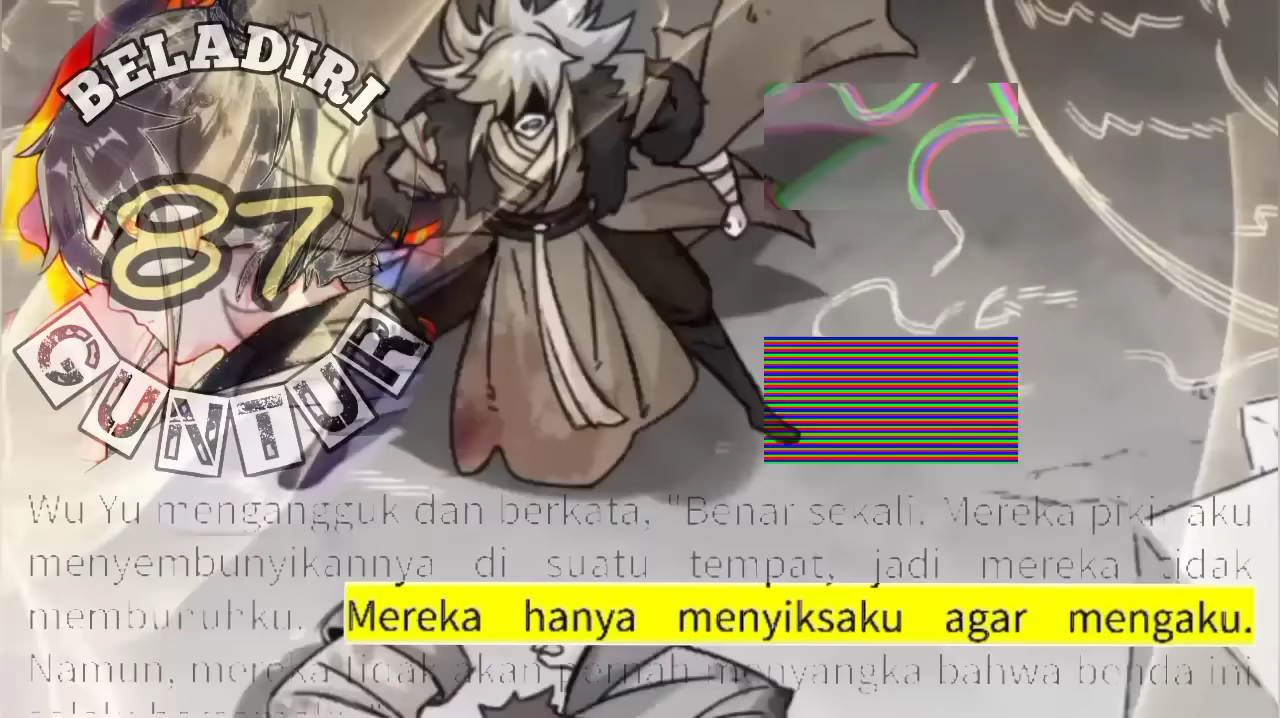 BELADIRI
87
GUNTUR
Wu Yu mengangguk dan berkata, "Benar sekali. Mereka pikir aku
menyembunyikannya di suatu tempat, jadi mereka tidak
membunuhku. Mereka hanya menyiksaku agar mengaku.
Namun, mereka tidak akan pernah menyangka bahwa benda ini